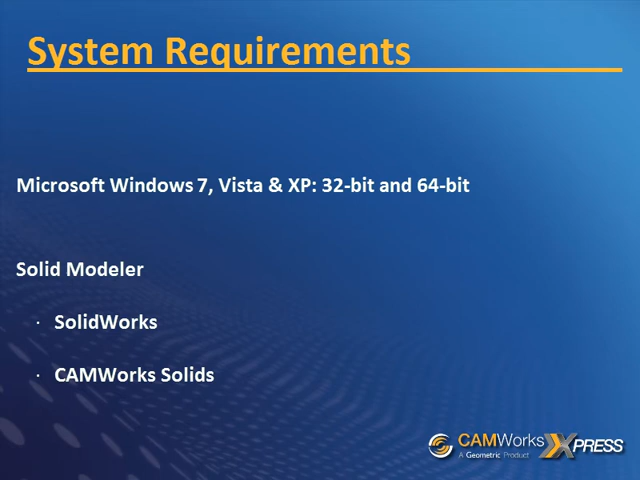 System Requirements
Microsoft Windows 7, Vista & XP: 32-bit and 64-bit
Solid Modeler
· SolidWorks
· CAMWorks Solids
CAMWorks XPRESS
A Geometric Product